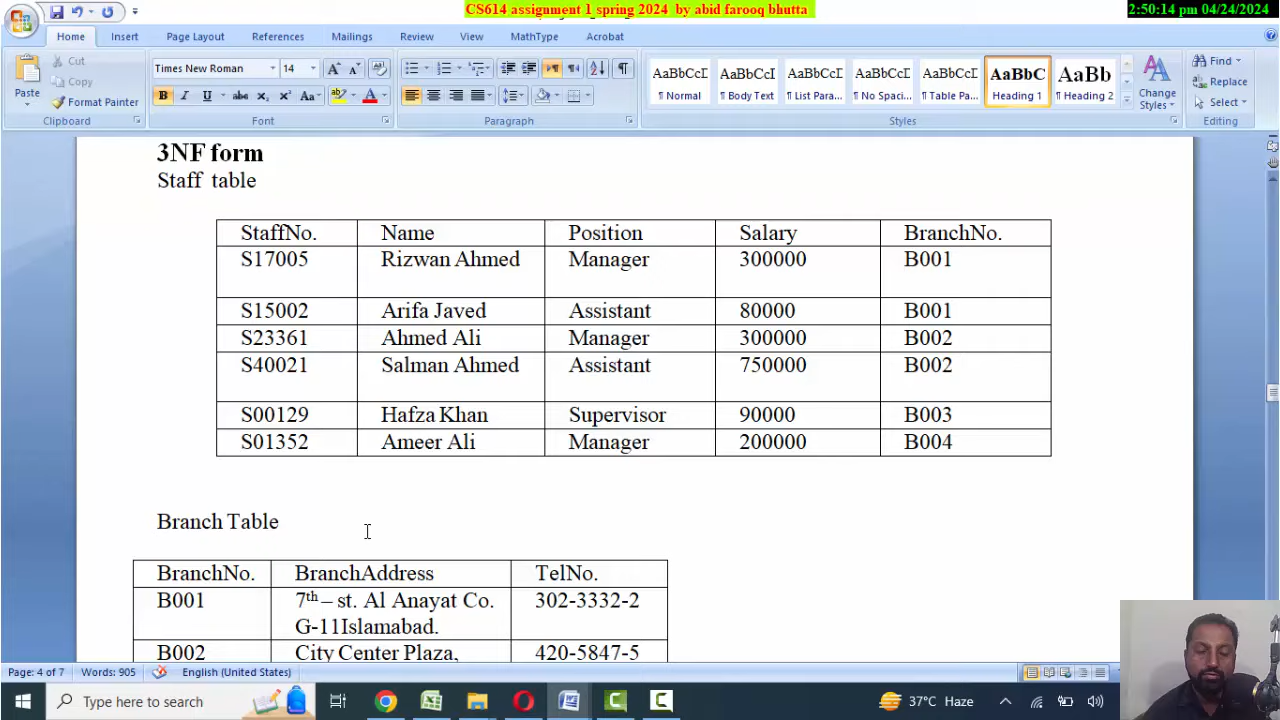 CS614 assignment 1 spring 2024 by abid farooq bhutta
2:50:14 pm 04/24/2024
Home Insert Page Layout References Mailings Review View MathType Acrobat
Paste
Cut
Copy
Format Painter
Clipboard
Times New Roman 14
Font
Paragraph
AaBbCcI AaBbCcD AaBbCcI AaBbCcD AaBbCcI AaBbC AaBb
¶ Normal ¶ Body Text ¶ List Para... ¶ No Spaci... ¶ Table Pa... ¶ Heading 1 ¶ Heading 2
Change Styles
Styles
Find
Replace
Select
Editing
3NF form
Staff table
StaffNo. Name Position Salary BranchNo.
S17005 Rizwan Ahmed Manager 300000 B001
S15002 Arifa Javed Assistant 80000 B001
S23361 Ahmed Ali Manager 300000 B002
S40021 Salman Ahmed Assistant 750000 B002
S00129 Hafza Khan Supervisor 90000 B003
S01352 Ameer Ali Manager 200000 B004
Branch Table
BranchNo. BranchAddress TelNo.
B001 7th – st. Al Anayat Co. 302-3332-2
G-11Islamabad.
B002 City Center Plaza, 420-5847-5
Page: 4 of 7 Words: 905 English (United States)
Type here to search
37°C Haze